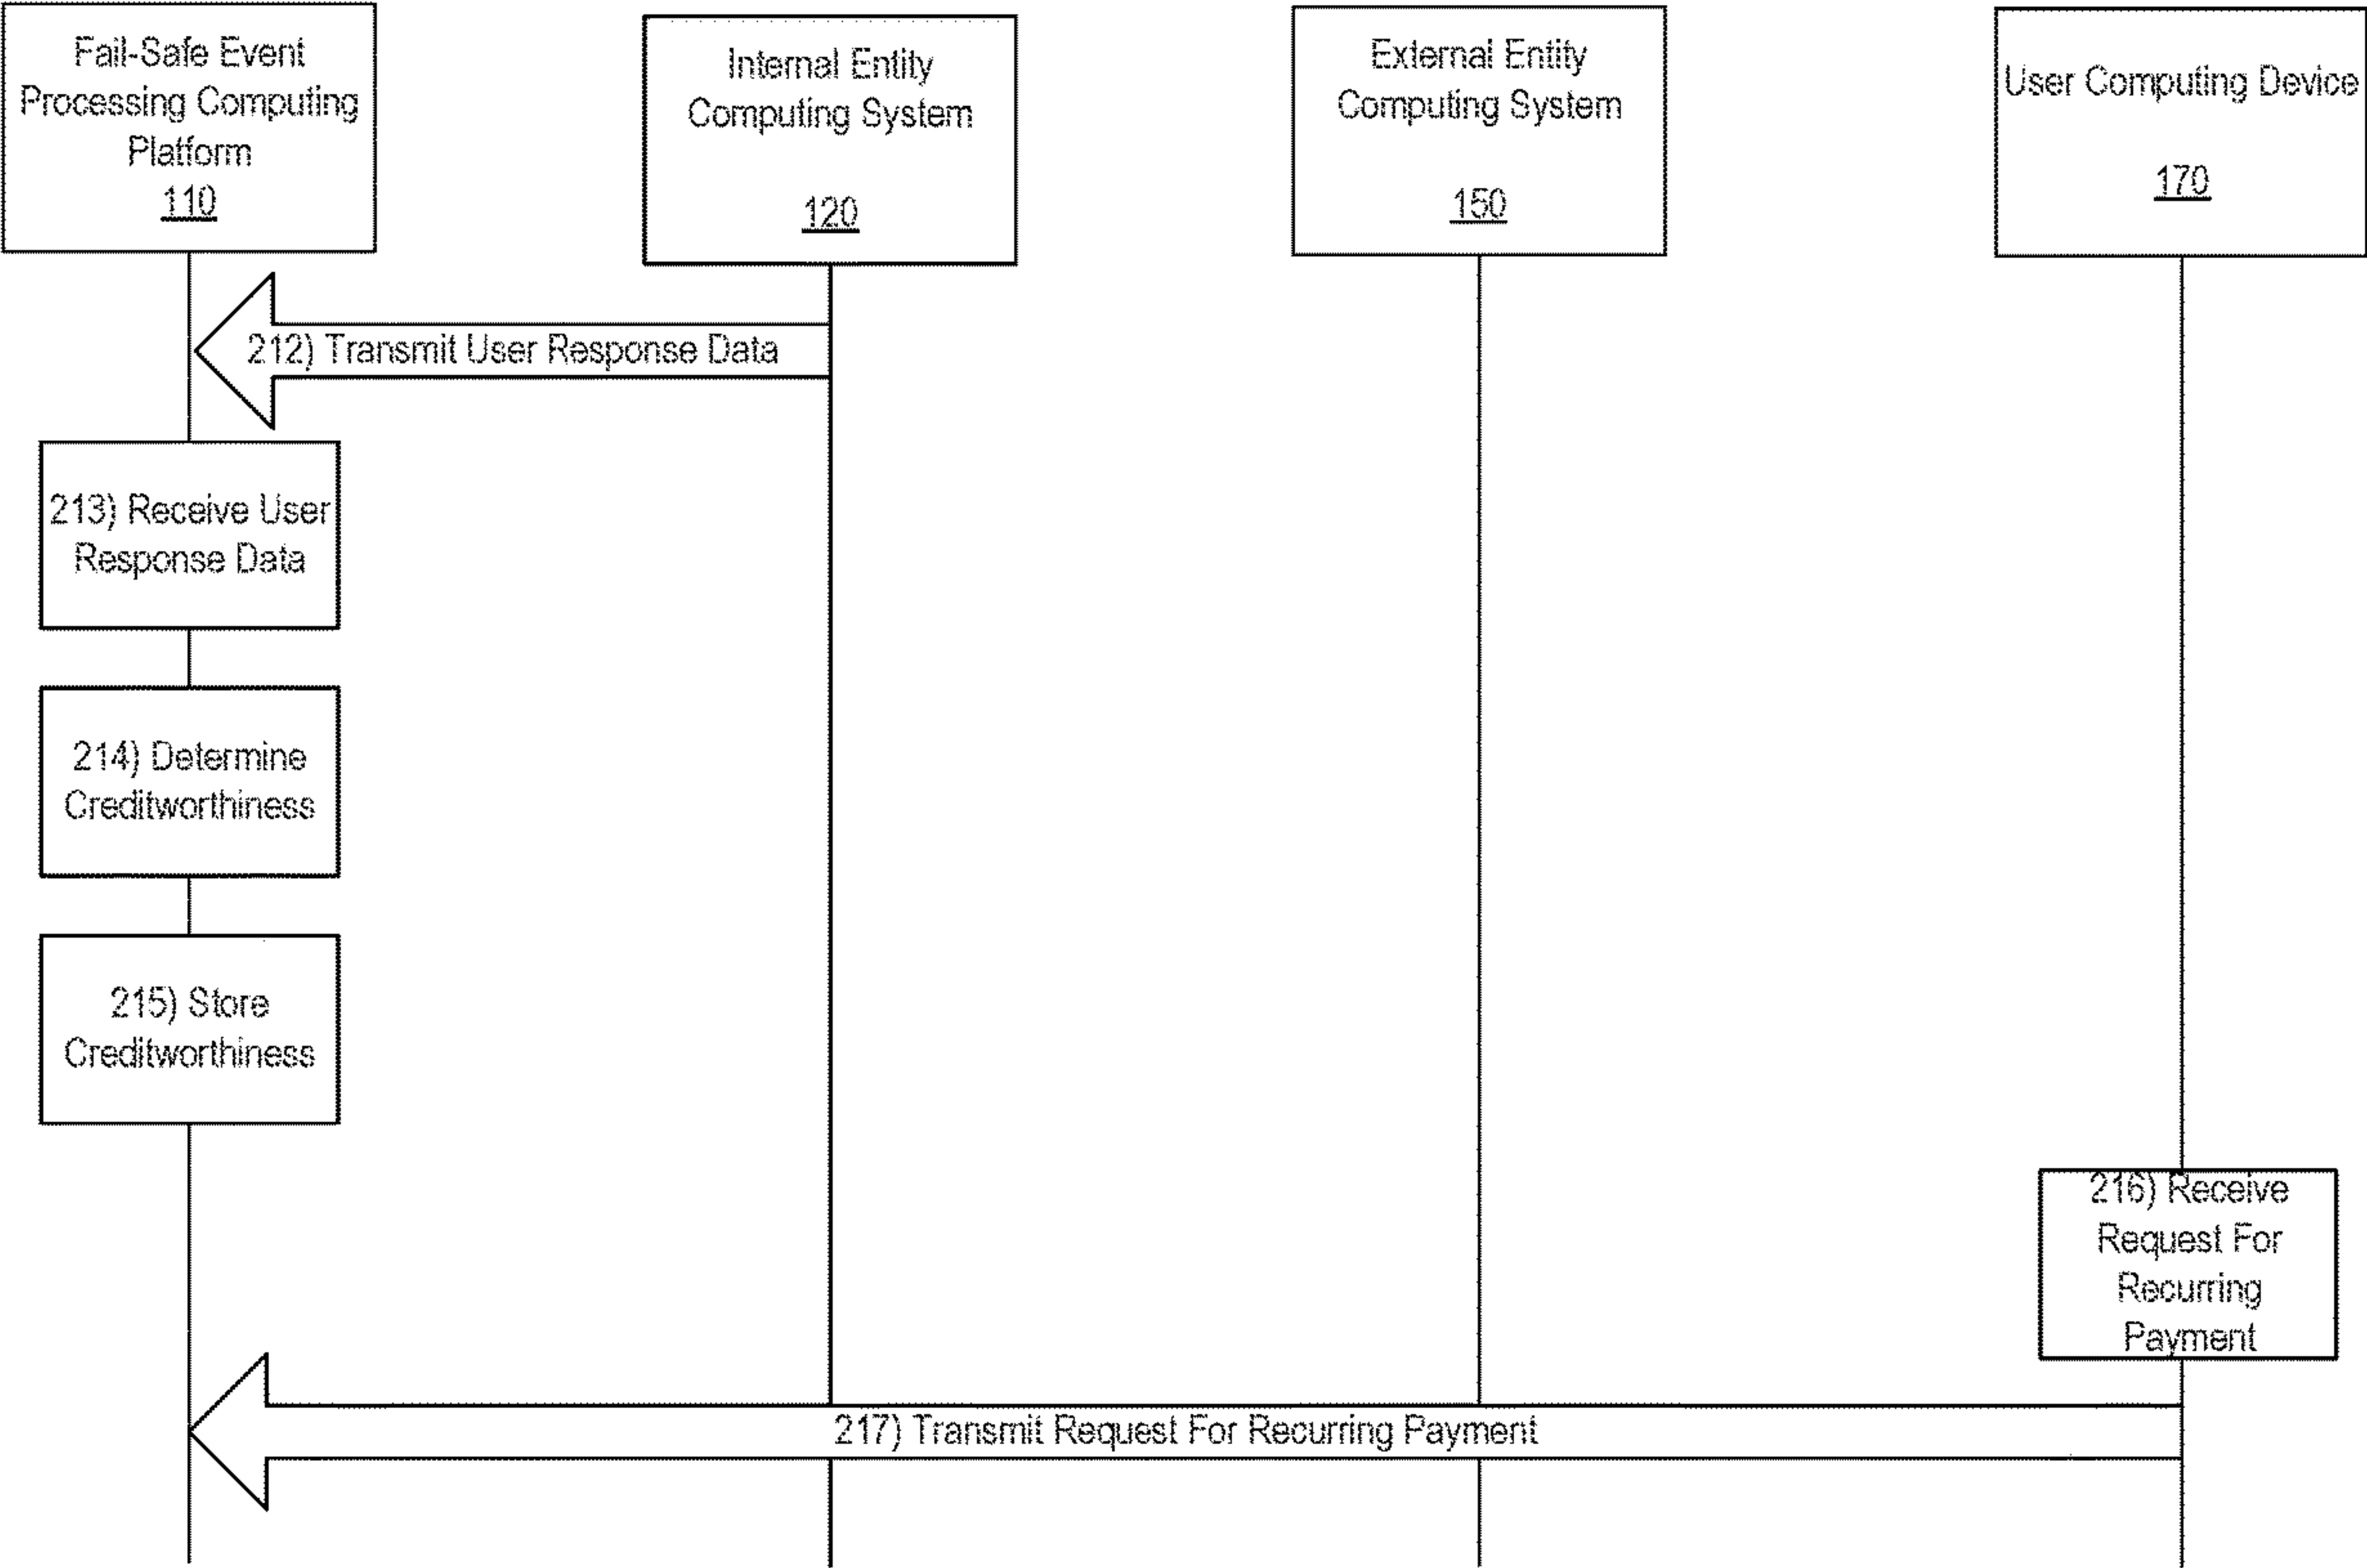 Fail-Safe Event
Processing Computing
Platform
110
Internal Entity
Computing System
120
External Entity
Computing System
150
User Computing Device
170
212) Transmit User Response Data
213) Receive User
Response Data
214) Determine
Creditworthiness
215) Store
Creditworthiness
216) Receive
Request For
Recurring
Payment
217) Transmit Request For Recurring Payment